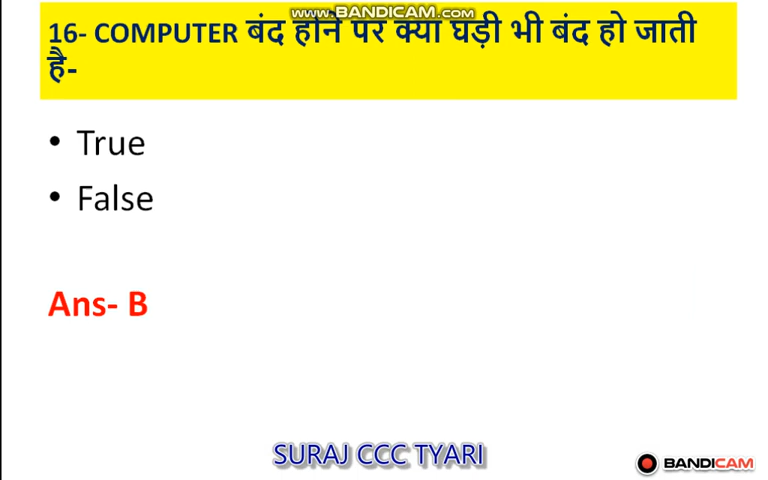 www.BANDICAM.com
16- COMPUTER बंद होने पर क्या घड़ी भी बंद हो जाती
है-
• True
• False
Ans- B
SURAJ CCC TYARI
BANDICAM